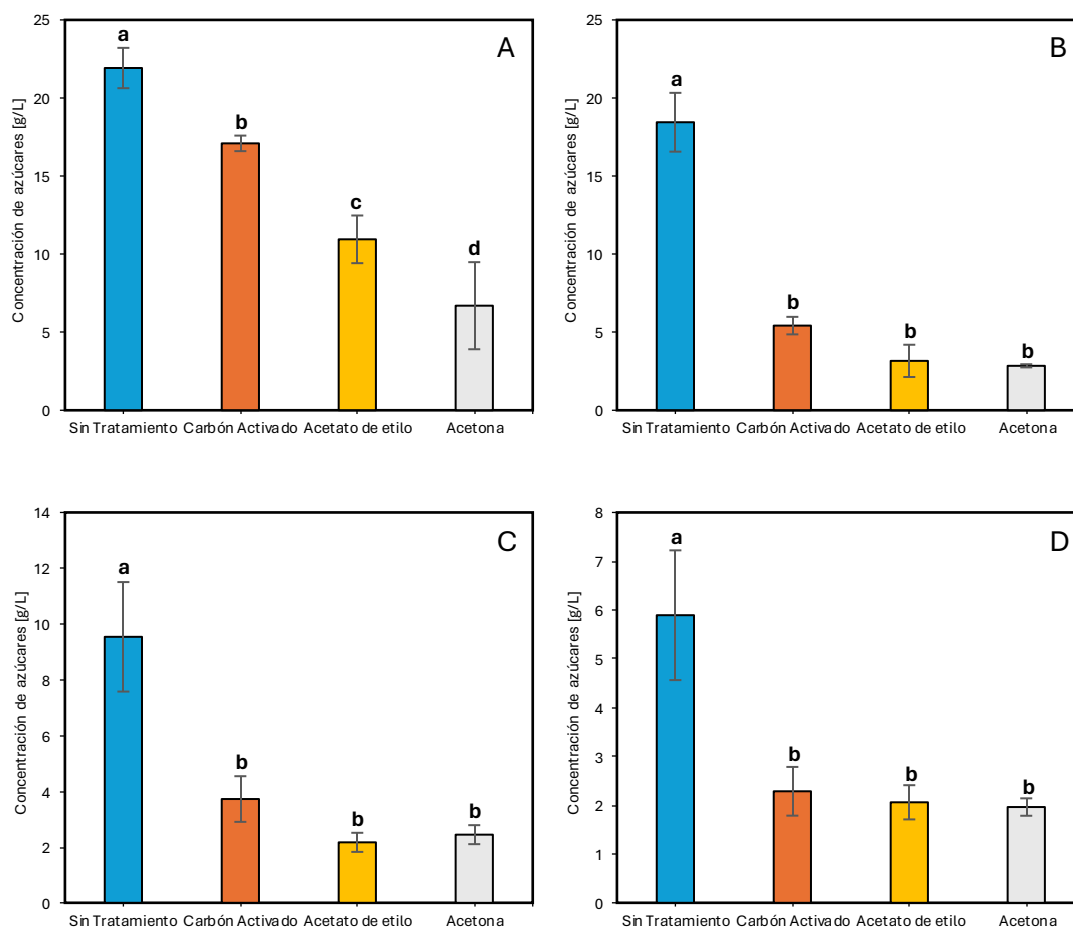 A
Concentración de azúcares [g/L]
25
20
15
10
5
0
a
b
c
d
Sin Tratamiento Carbón Activado Acetato de etilo Acetona
B
Concentración de azúcares [g/L]
25
20
15
10
5
0
a
b
b
b
Sin Tratamiento Carbón Activado Acetato de etilo Acetona
C
Concentración de azúcares [g/L]
14
12
10
8
6
4
2
0
a
b
b
b
Sin Tratamiento Carbón Activado Acetato de etilo Acetona
D
Concentración de azúcares [g/L]
8
7
6
5
4
3
2
1
0
a
b
b
b
Sin Tratamiento Carbón Activado Acetato de etilo Acetona